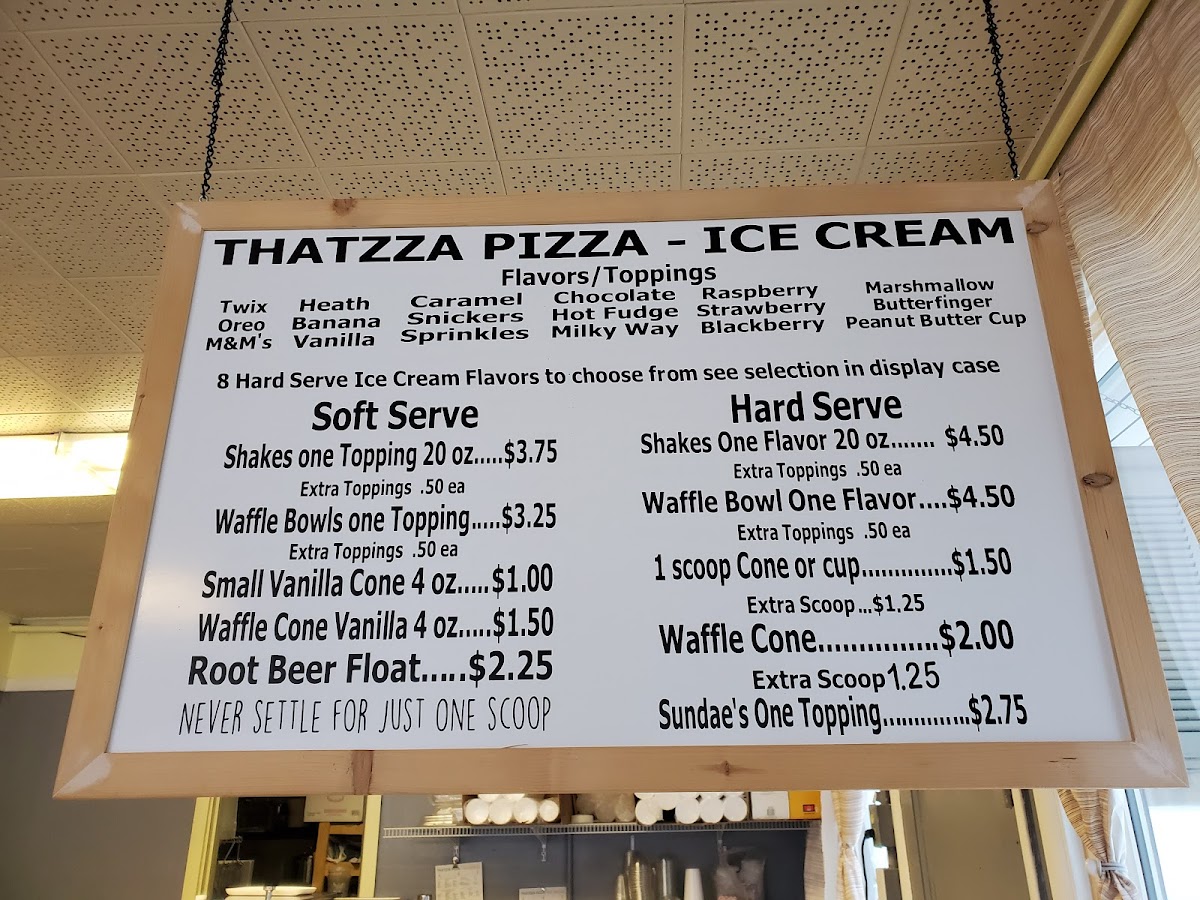 THATZZA PIZZA - ICE CREAM
Flavors/Toppings
Twix Heath Caramel Chocolate Raspberry Marshmallow
Oreo Banana Snickers Hot Fudge Strawberry Butterfinger
M&M's Vanilla Sprinkles Milky Way Blackberry Peanut Butter Cup
8 Hard Serve Ice Cream Flavors to choose from see selection in display case
Soft Serve
Shakes one Topping 20 oz.....$3.75
Extra Toppings .50 ea
Waffle Bowls one Topping.....$3.25
Extra Toppings .50 ea
Small Vanilla Cone 4 oz.....$1.00
Waffle Cone Vanilla 4 oz.....$1.50
Root Beer Float.....$2.25
NEVER SETTLE FOR JUST ONE SCOOP
Hard Serve
Shakes One Flavor 20 oz....... $4.50
Extra Toppings .50 ea
Waffle Bowl One Flavor....$4.50
Extra Toppings .50 ea
1 scoop Cone or cup..............$1.50
Extra Scoop...$1.25
Waffle Cone...............$2.00
Extra Scoop 1.25
Sundae's One Topping..............$2.75